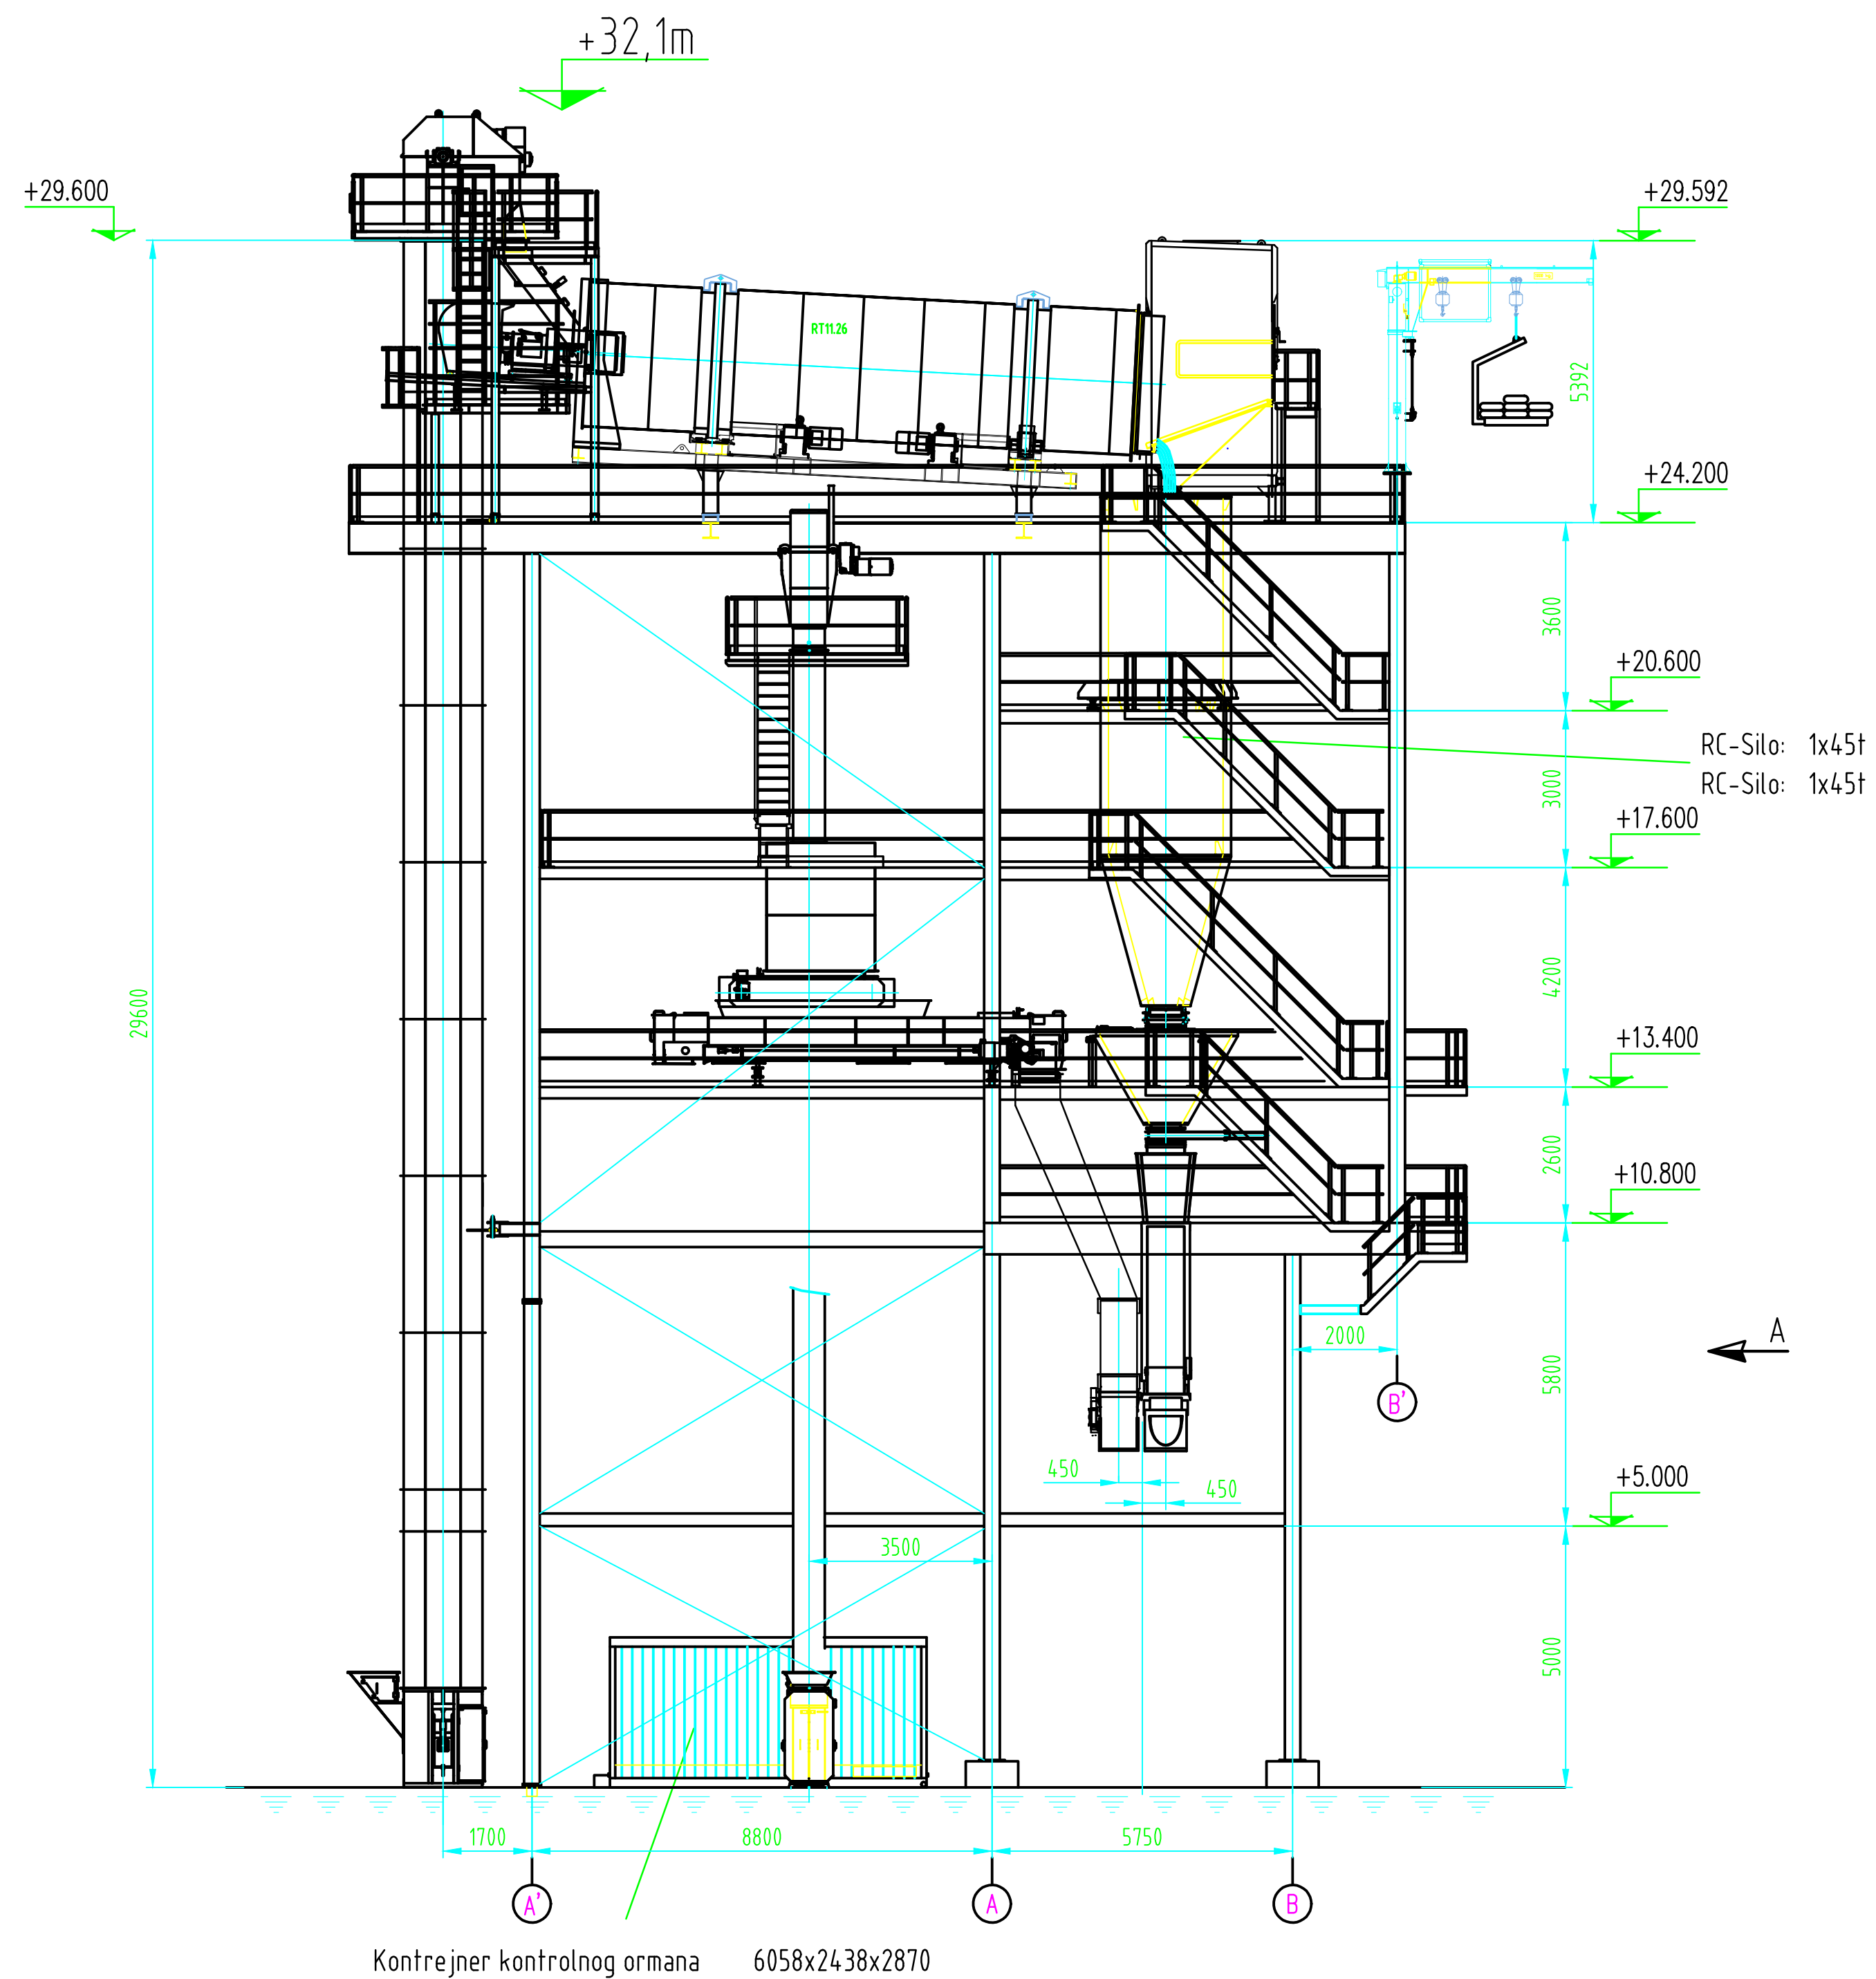 +32,1m
+29.600
+29.592
RT11.26
5392
+24.200
3600
+20.600
RC-Silo: 1x45t
RC-Silo: 1x45t
3000
+17.600
29600
4200
+13.400
2600
+10.800
2000
A
5800
B'
450
450
+5.000
3500
5000
1700
8800
5750
A'
A
B
Kontrejner kontrolnog ormana 6058x2438x2870